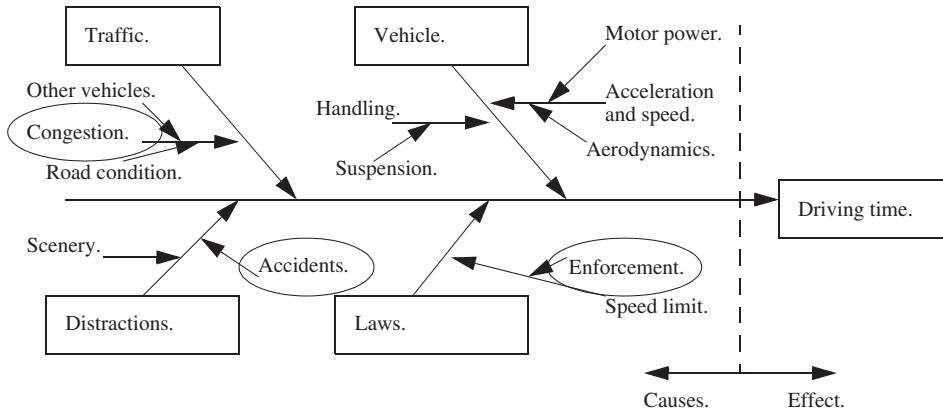 Traffic.
Vehicle.
Motor power.
Other vehicles.
Handling.
Acceleration
and speed.
Congestion.
Aerodynamics.
Road condition.
Suspension.
Driving time.
Scenery.
Accidents.
Enforcement.
Speed limit.
Distractions.
Laws.
Causes.
Effect.